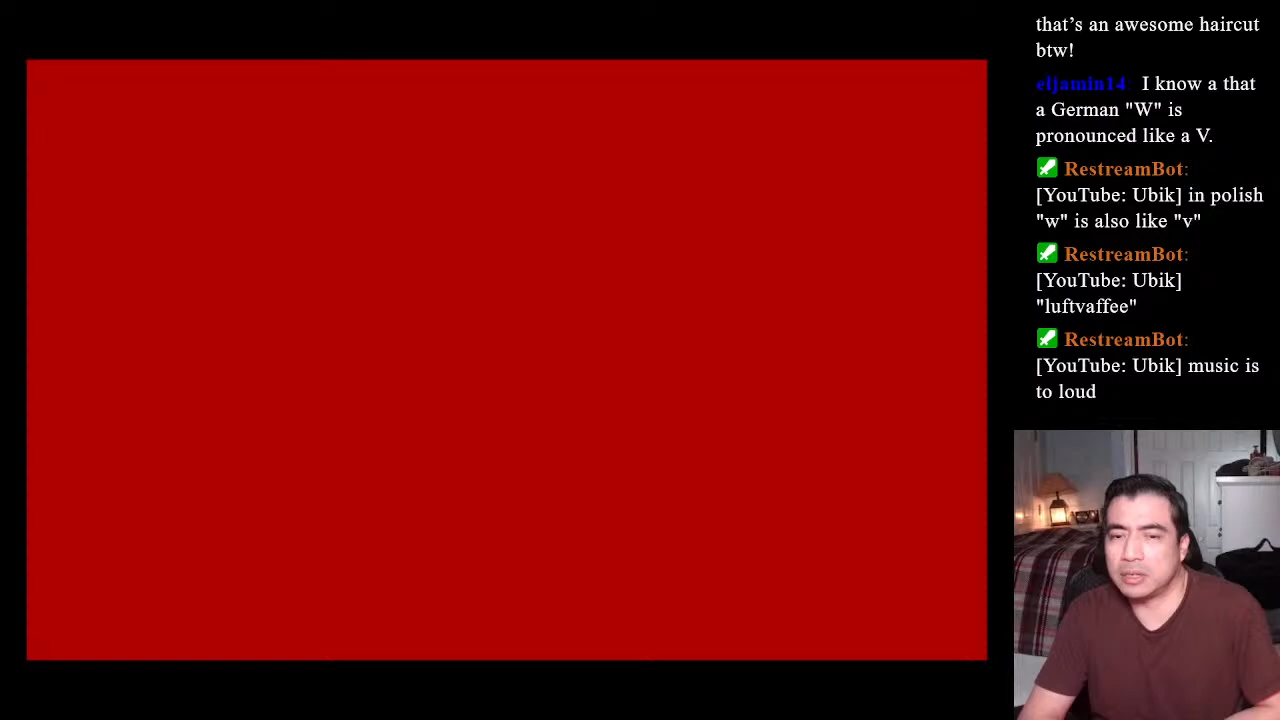 that's an awesome haircut
btw!
eljamin14: I know a that
a German "W" is
pronounced like a V.
RestreamBot:
[YouTube: Ubik] in polish
"w" is also like "v"
RestreamBot:
[YouTube: Ubik]
"luftvaffee"
RestreamBot:
[YouTube: Ubik] music is
to loud